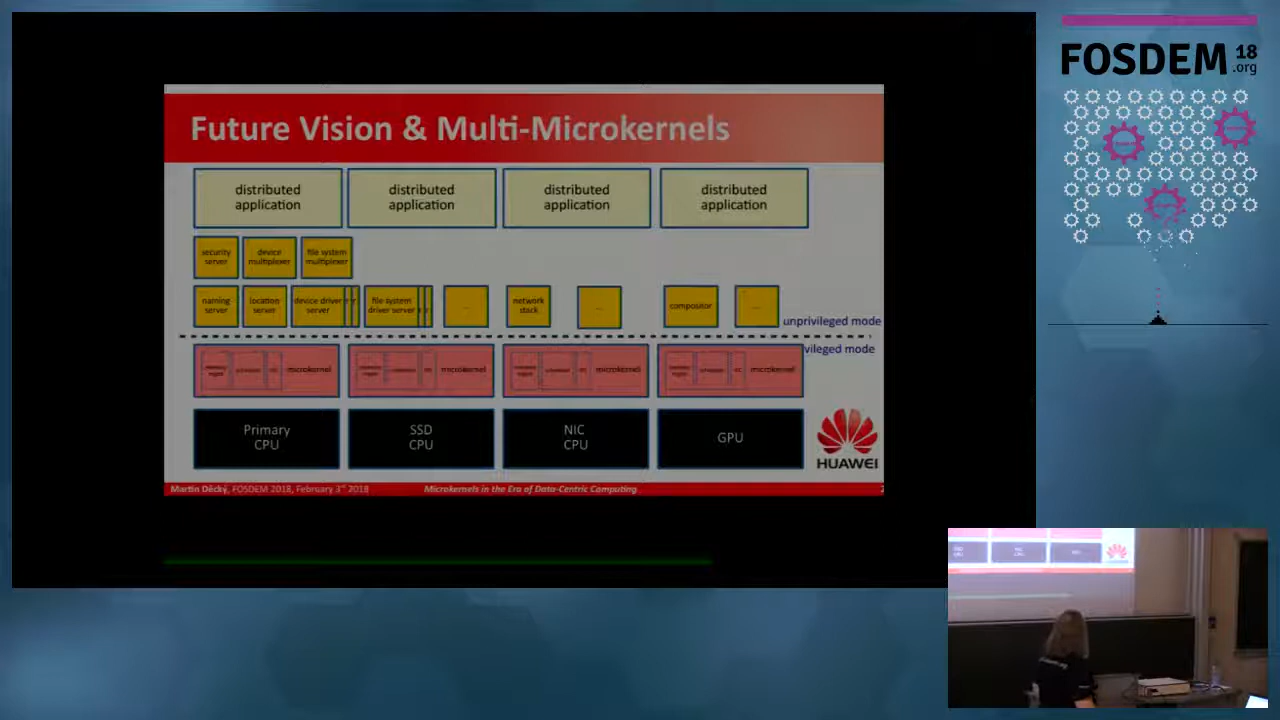 FOSDEM 18
.org
Future Vision & Multi-Microkernels
distributed application
distributed application
distributed application
distributed application
security server
device multiplexer
file system multiplexer
naming server
location server
device driver server
file system driver server
...
network stack
...
compositor
...
unprivileged mode
vileged mode
microkernel
microkernel
microkernel
microkernel
Primary CPU
SSD CPU
NIC CPU
GPU
HUAWEI
Martin Děcký, FOSDEM 2018, February 3rd 2018
Microkernels in the Era of Data-Centric Computing